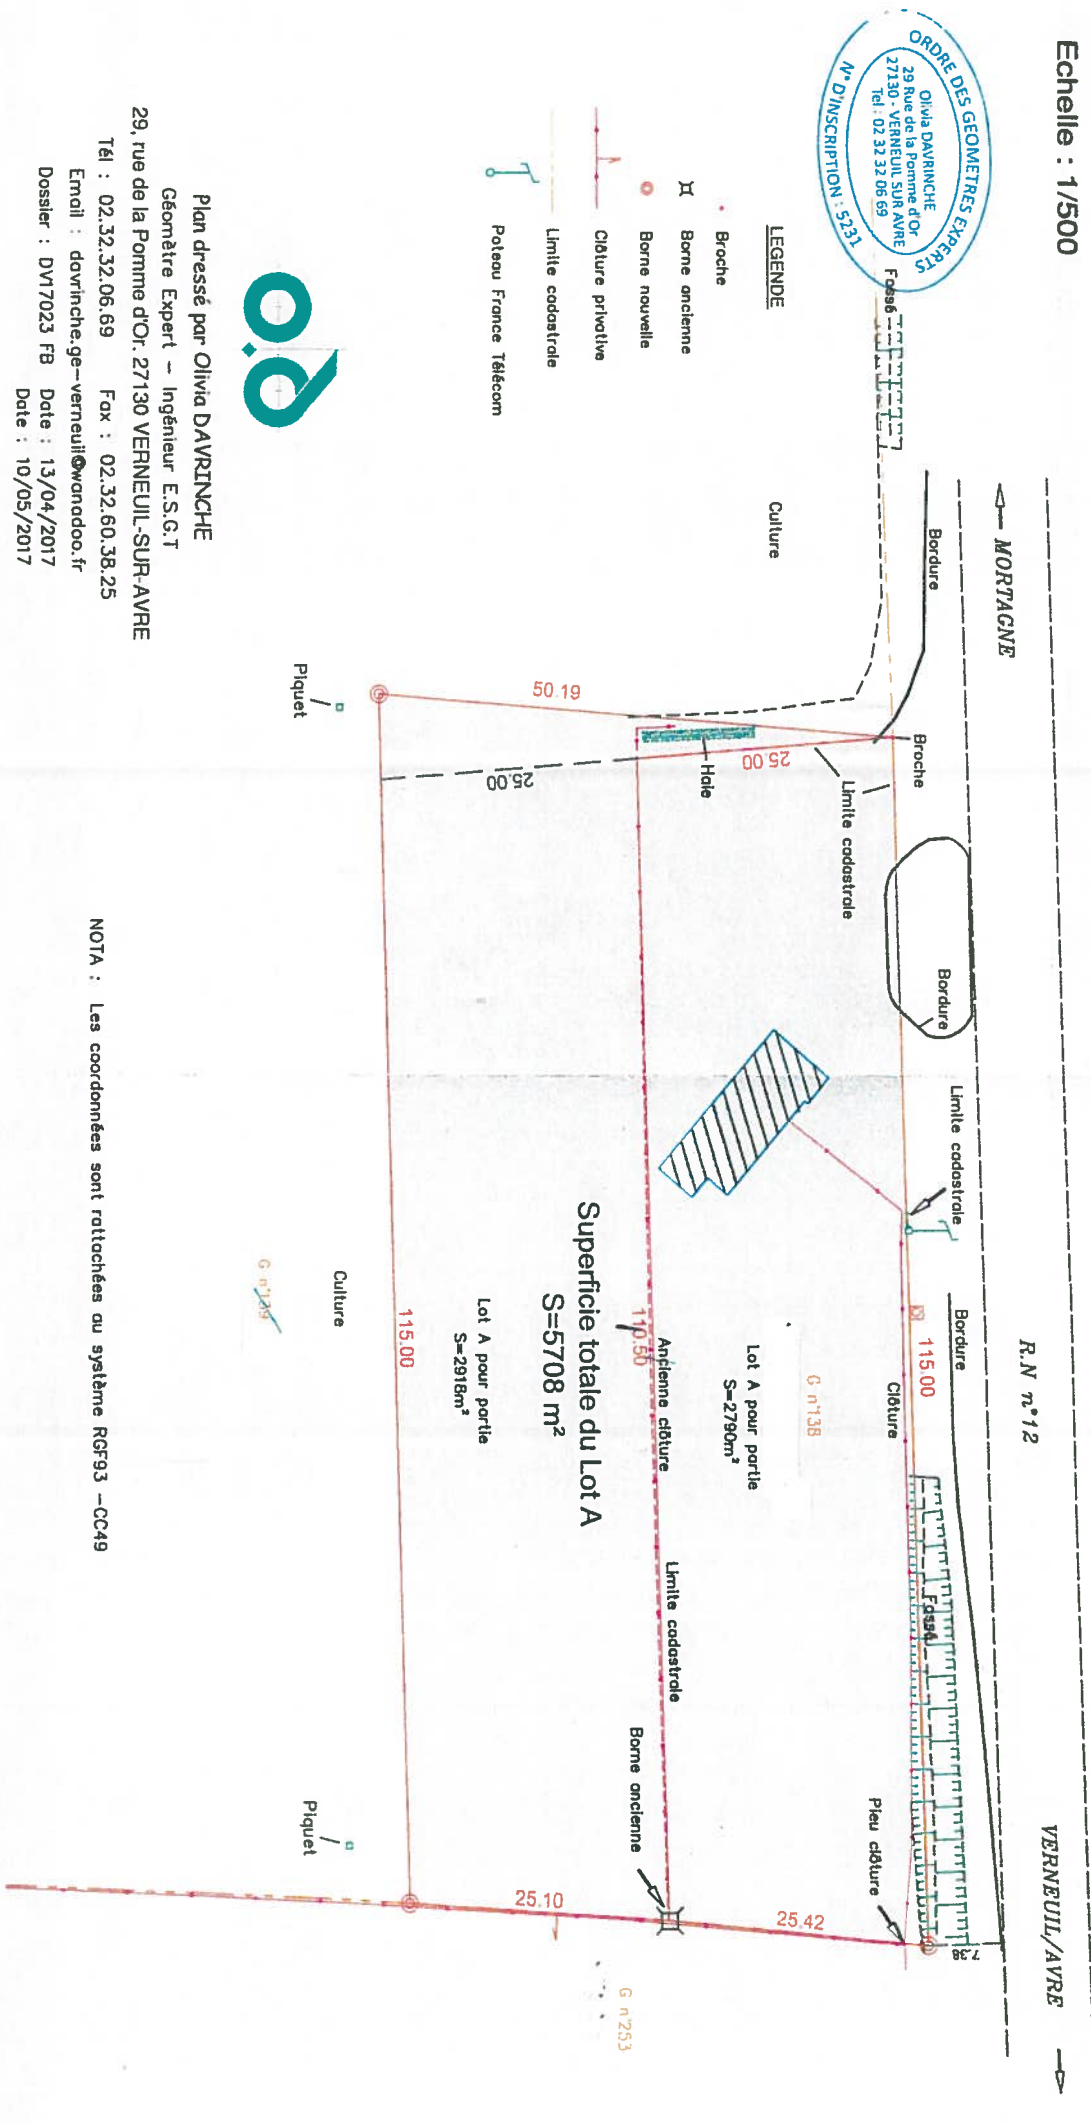 Echelle : 1/500
ORDRE DES GEOMETRES EXPERTS
Olivia DAVRINCHE
29 Rue de la Pomme d'Or
27130 - VERNEUIL SUR AVRE
Tel : 02 32 32 06 69
N° D'INSCRIPTION : 5231
Fossé
MORTAGNE
R.N n°12
VERNEUIL/AVRE
Bordure
Broche
Limite cadastrale
Bordure
Limite cadastrale
Bordure
115.00
Clôture
Fossé
Pieu clôture
7.38
LEGENDE
Broche
Borne ancienne
Borne nouvelle
Clôture privative
Limite cadastrale
Poteau France Télécom
Culture
50.19
25.00
Haie
25.00
G n°138
Lot A pour partie
S=2790m²
Ancienne clôture
110.50
Limite cadastrale
Borne ancienne
25.42
25.10
Superficie totale du Lot A
S=5708 m²
Lot A pour partie
S=2918m²
115.00
Piquet
Culture
Piquet
G n°139
G n°253
Plan dressé par Olivia DAVRINCHE
Géomètre Expert - Ingénieur E.S.G.T
29, rue de la Pomme d'Or. 27130 VERNEUIL-SUR-AVRE
Tél : 02.32.32.06.69 Fax : 02.32.60.38.25
Email : davrinche.ge-verneuil@wanadoo.fr
Dossier : DV17023 FB Date : 13/04/2017
Date : 10/05/2017
NOTA : Les coordonnées sont rattachées au système RGF93 -CC49